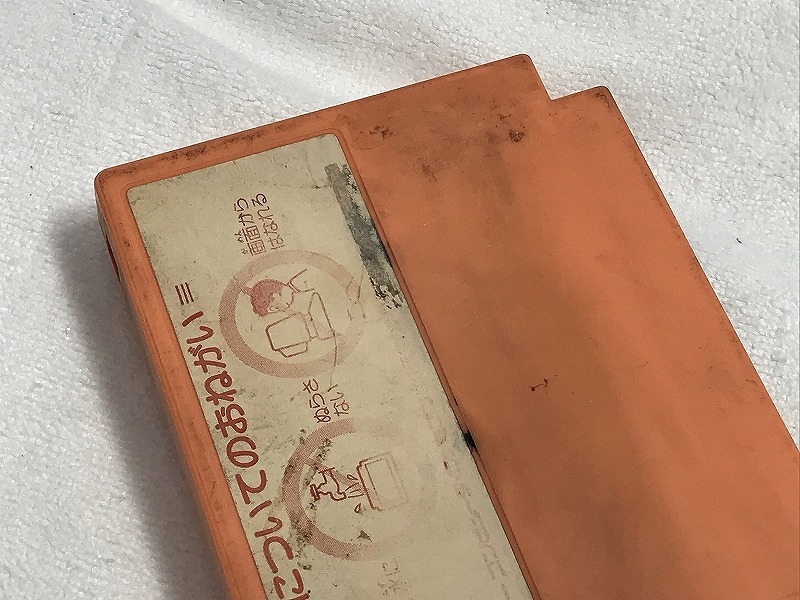 についてのおねがい
画面から
はなれる
ぬらさ
ない